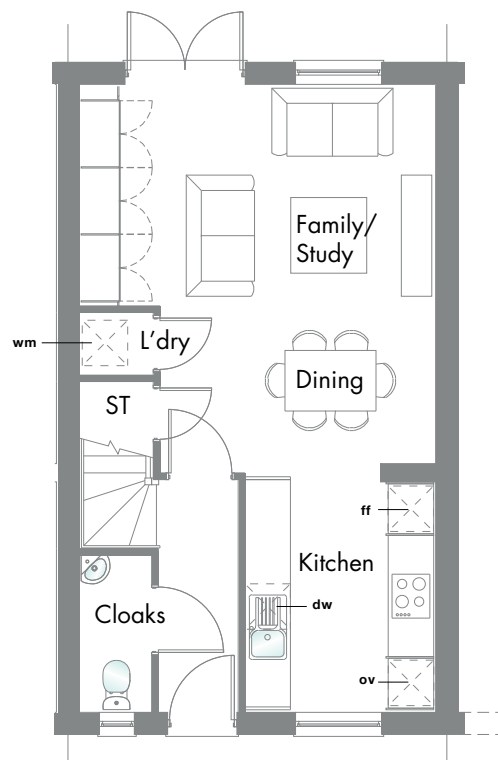 Family/
Study
wm
L'dry
Dining
ST
ff
Kitchen
dw
Cloaks
ov